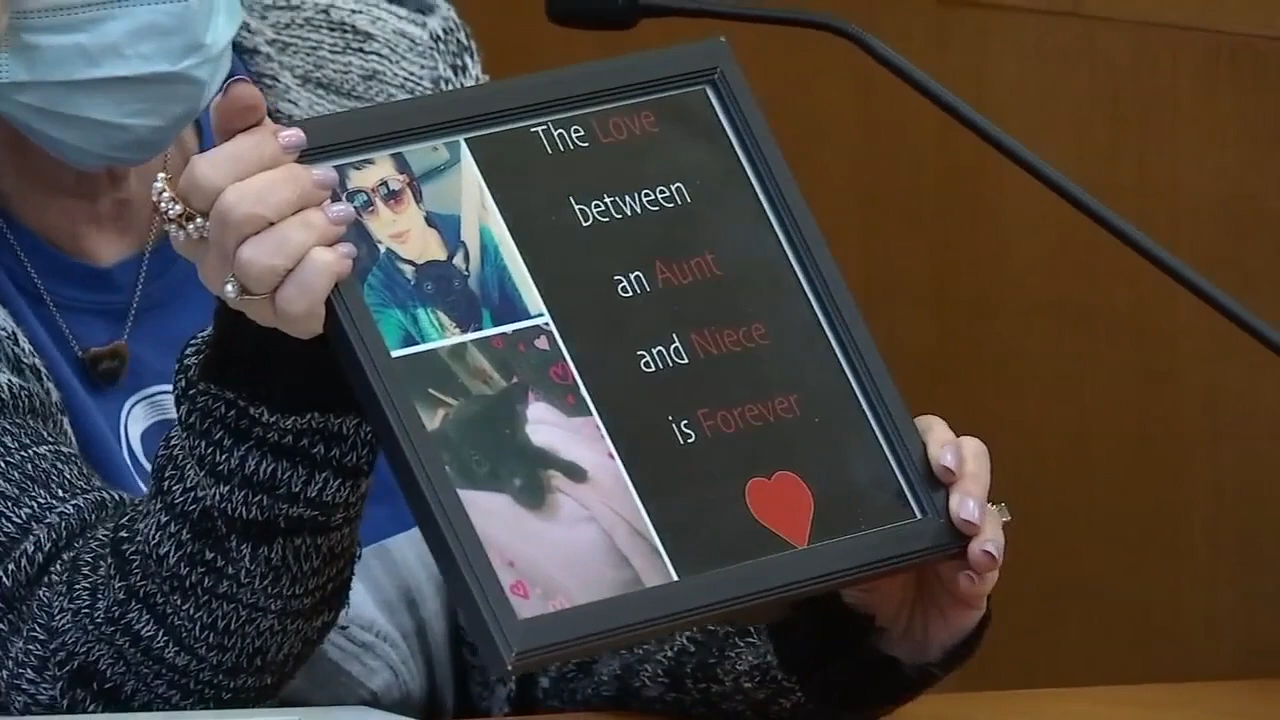 The Love
between
an Aunt
and Niece
is Forever